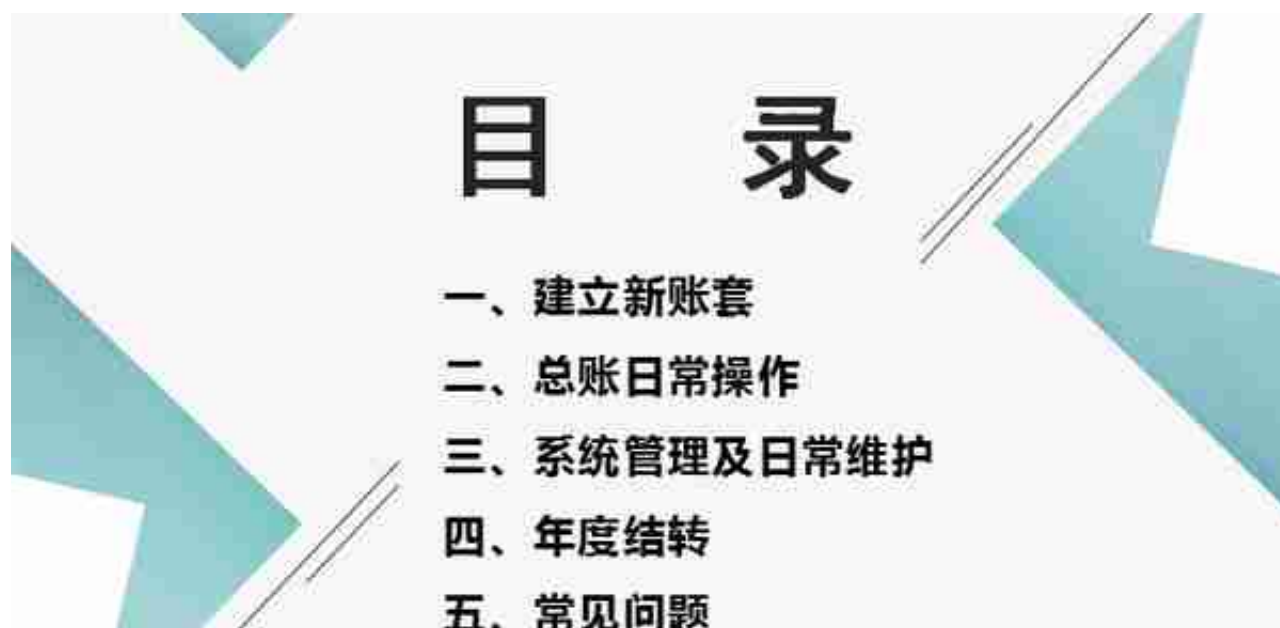 目 录
一、建立新账套
二、总账日常操作
三、系统管理及日常维护
四、年度结转
五、常见问题